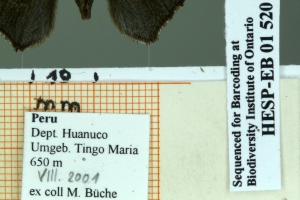 10
mm
Peru
Dept. Huanuco
Umgeb. Tingo Maria
650 m
VIII. 2001
ex coll M. Büche
Sequenced for Barcoding at
Biodiversity Institute of Ontario
HESP-EB 01 520